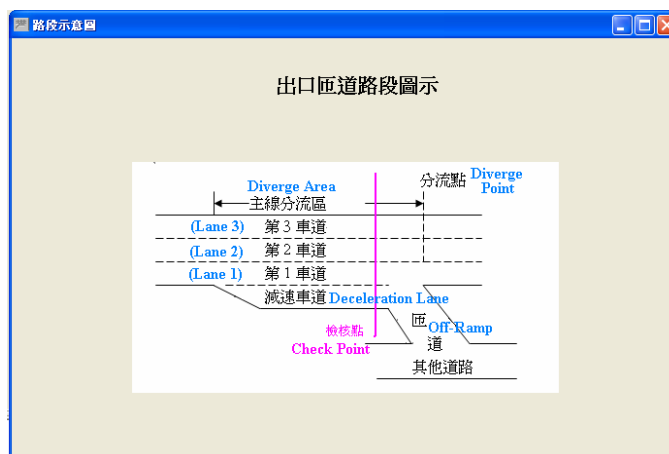 路段示意圖
出口匝道路段圖示
分流點 Diverge Point
Diverge Area
主線分流區
(Lane 3) 第 3 車道
(Lane 2) 第 2 車道
(Lane 1) 第 1 車道
減速車道 Deceleration Lane
匝道 Off-Ramp
檢核點
Check Point
其他道路